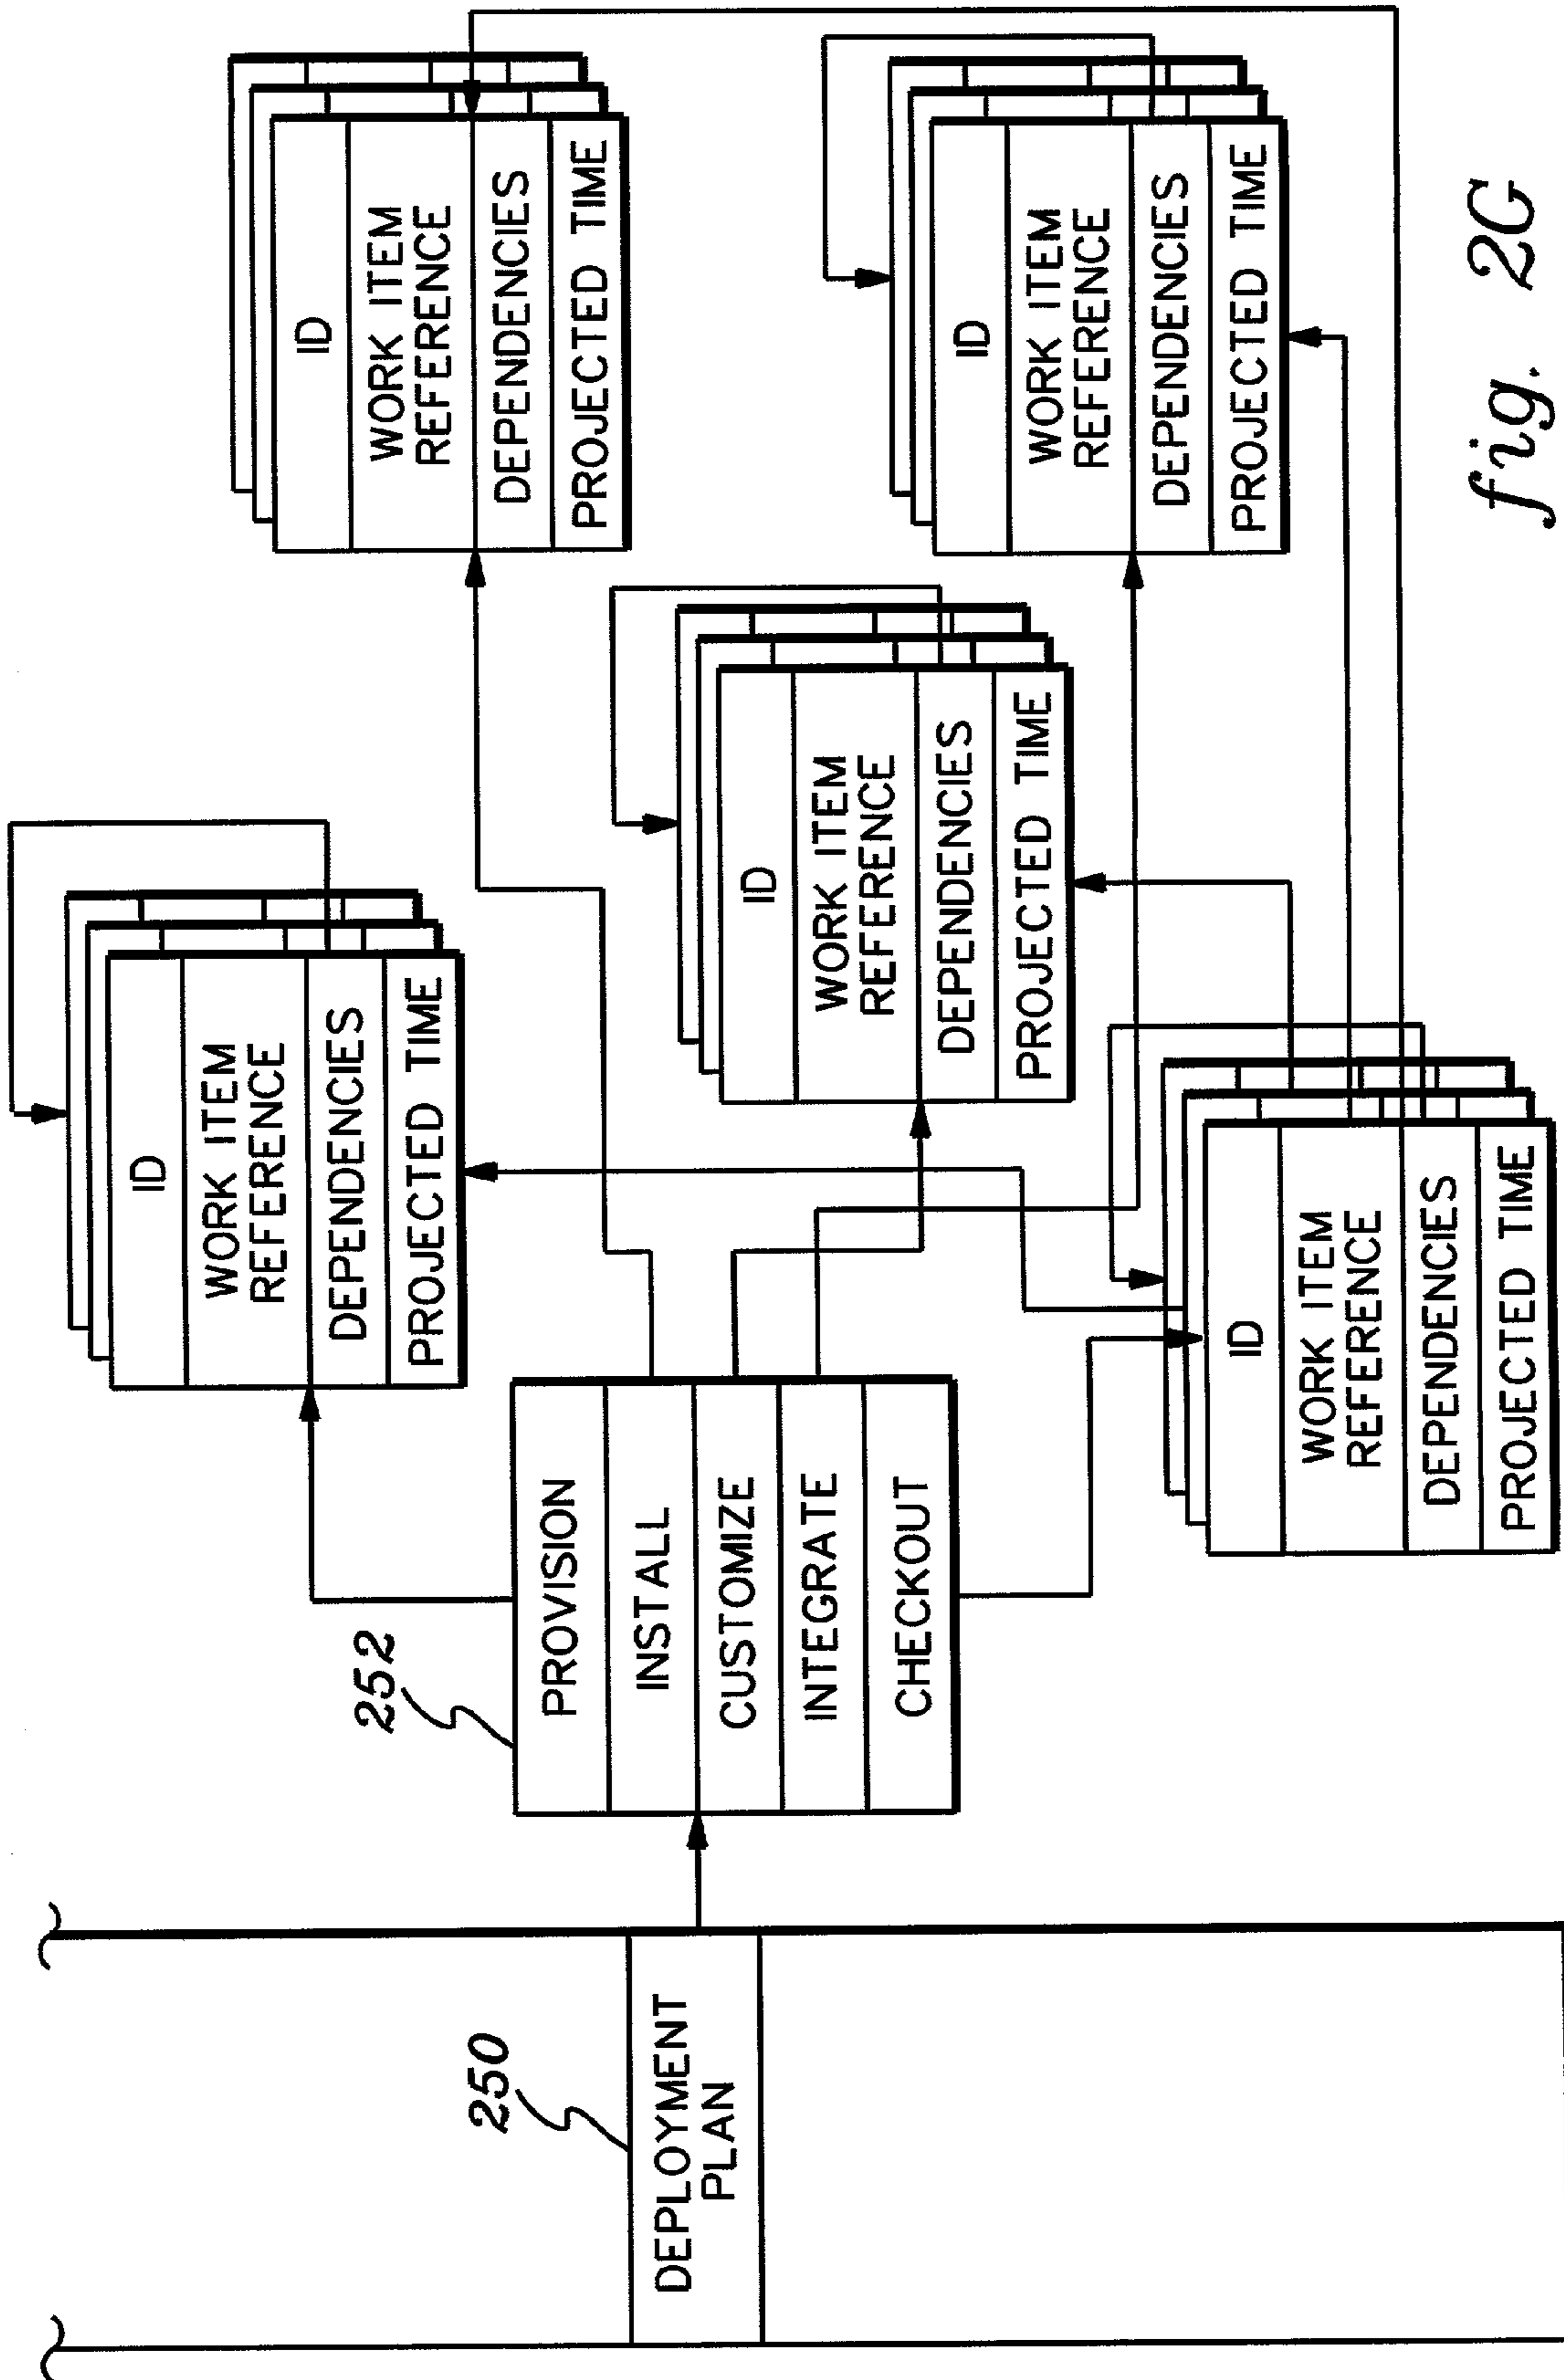 250
DEPLOYMENT
PLAN
252
PROVISION
INSTALL
CUSTOMIZE
INTEGRATE
CHECKOUT
ID
WORK ITEM
REFERENCE
DEPENDENCIES
PROJECTED TIME
ID
WORK ITEM
REFERENCE
DEPENDENCIES
PROJECTED TIME
ID
WORK ITEM
REFERENCE
DEPENDENCIES
PROJECTED TIME
ID
WORK ITEM
REFERENCE
DEPENDENCIES
PROJECTED TIME
ID
WORK ITEM
REFERENCE
DEPENDENCIES
PROJECTED TIME
fig. 2G